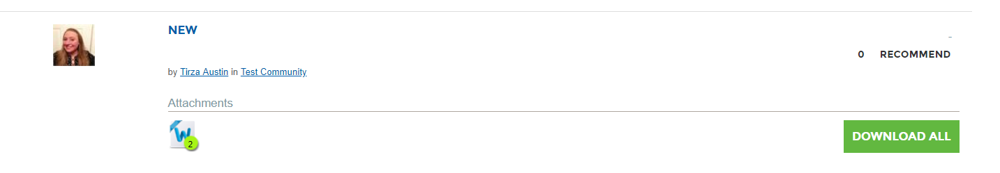 NEW
-
0 RECOMMEND
by Tirza Austin in Test Community
Attachments
W
2
DOWNLOAD ALL